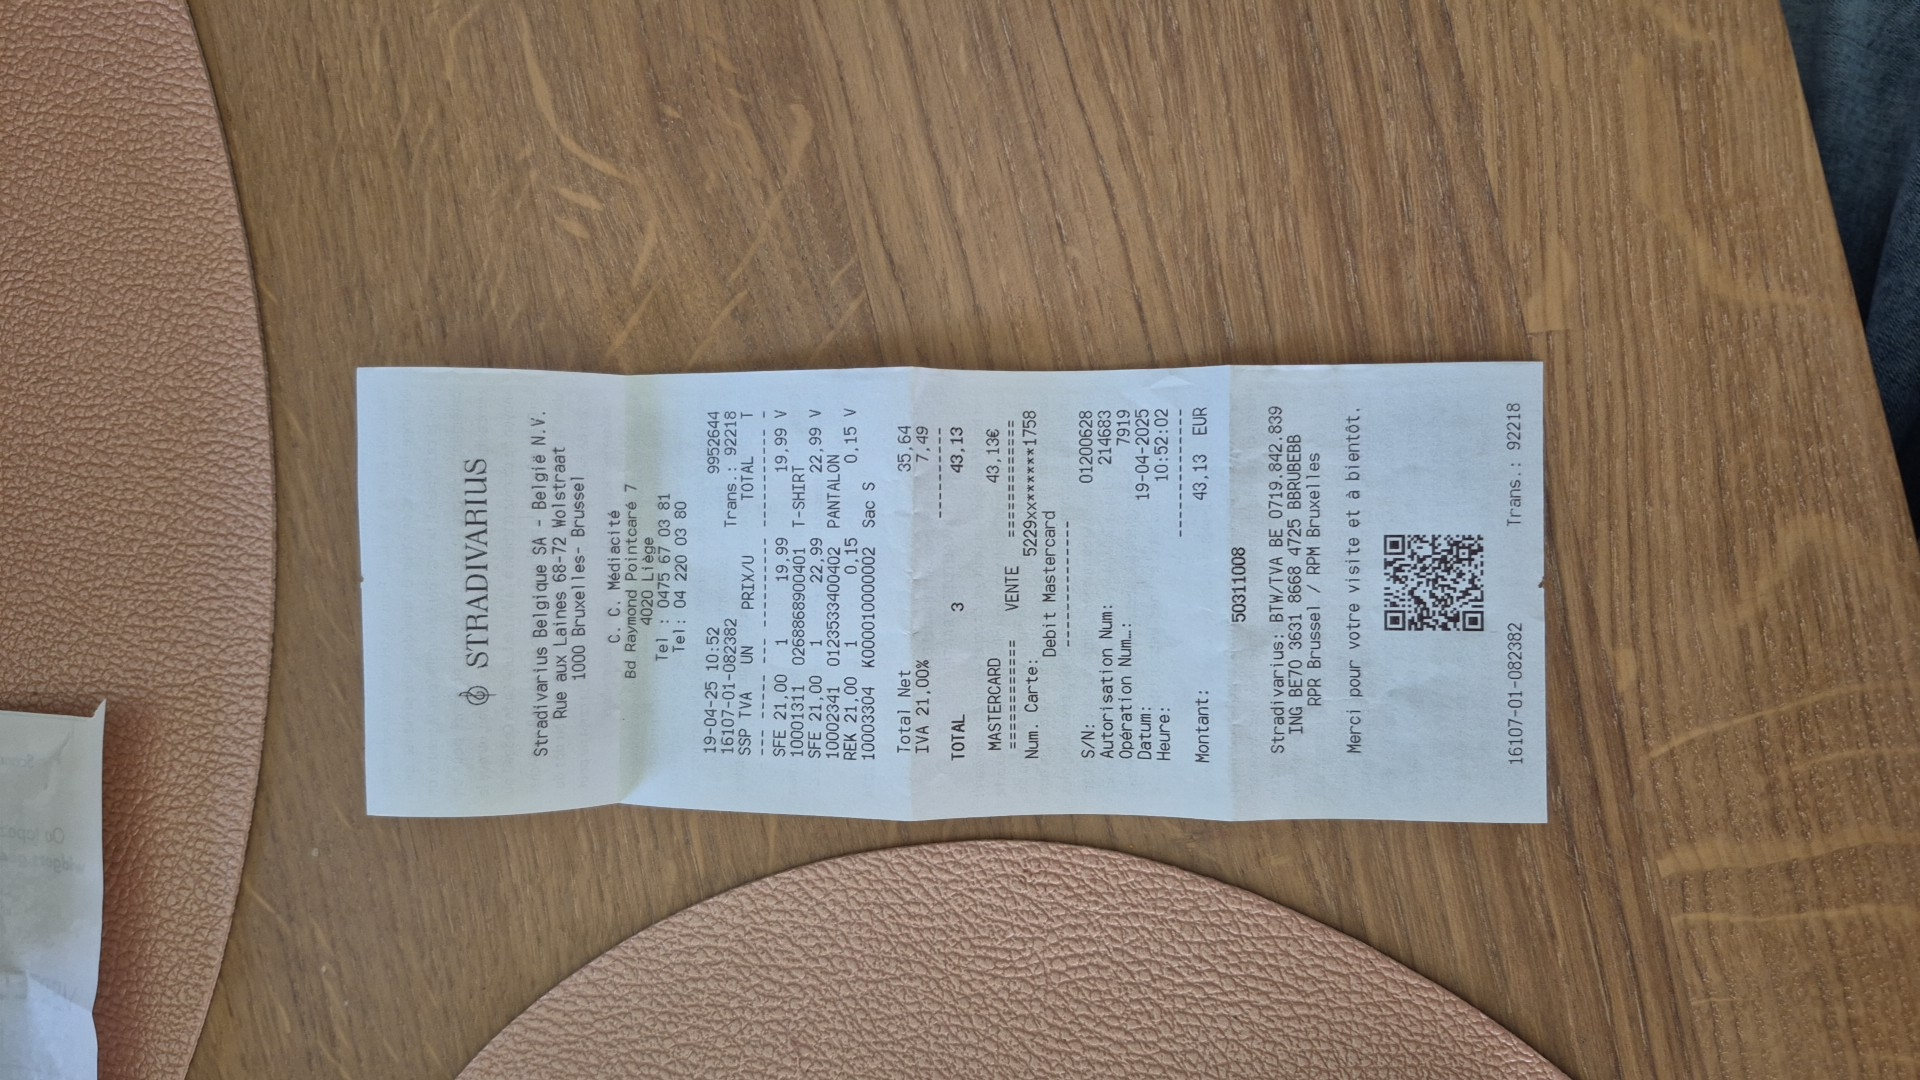 STRADIVARIUS
Stradivarius Belgique SA - België N.V.
Rue aux Laines 68-72 Wolstraat
1000 Bruxelles- Brussel
C. C. Médiacité
Bd Raymond Pointcaré 7
4020 Liège
Tel : 0475 67 03 81
Tel: 04 220 03 80
19-04-25 10:52 9952644
16107-01-082382 Trans.: 92218
SSP TVA UN PRIX/U TOTAL T
--- ------ --- ---------- ---------- -
SFE 21,00 1 19,99 19,99 V
10001311 0268868900401 T-SHIRT
SFE 21,00 1 22,99 22,99 V
10002341 0123533400402 PANTALON
REK 21,00 1 0,15 0,15 V
10003304 K0000100000002 Sac S
Total Net 35,64
IVA 21,00% 7,49
----------
TOTAL 3 43,13
MASTERCARD 43,13€
============ VENTE ============
Num. Carte: 5229xxxxxxxx1758
Debit Mastercard
--------------
S/N: 01200628
Autorisation Num: 214683
Opération Num…: 7919
Datum: 19-04-2025
Heure: 10:52:02
--------------
Montant: 43,13 EUR
50311008
Stradivarius: BTW/TVA BE 0719.842.839
ING BE70 3631 8668 4725 BBRUBEBB
RPR Brussel / RPM Bruxelles
Merci pour votre visite et à bientôt.
16107-01-082382 Trans.: 92218